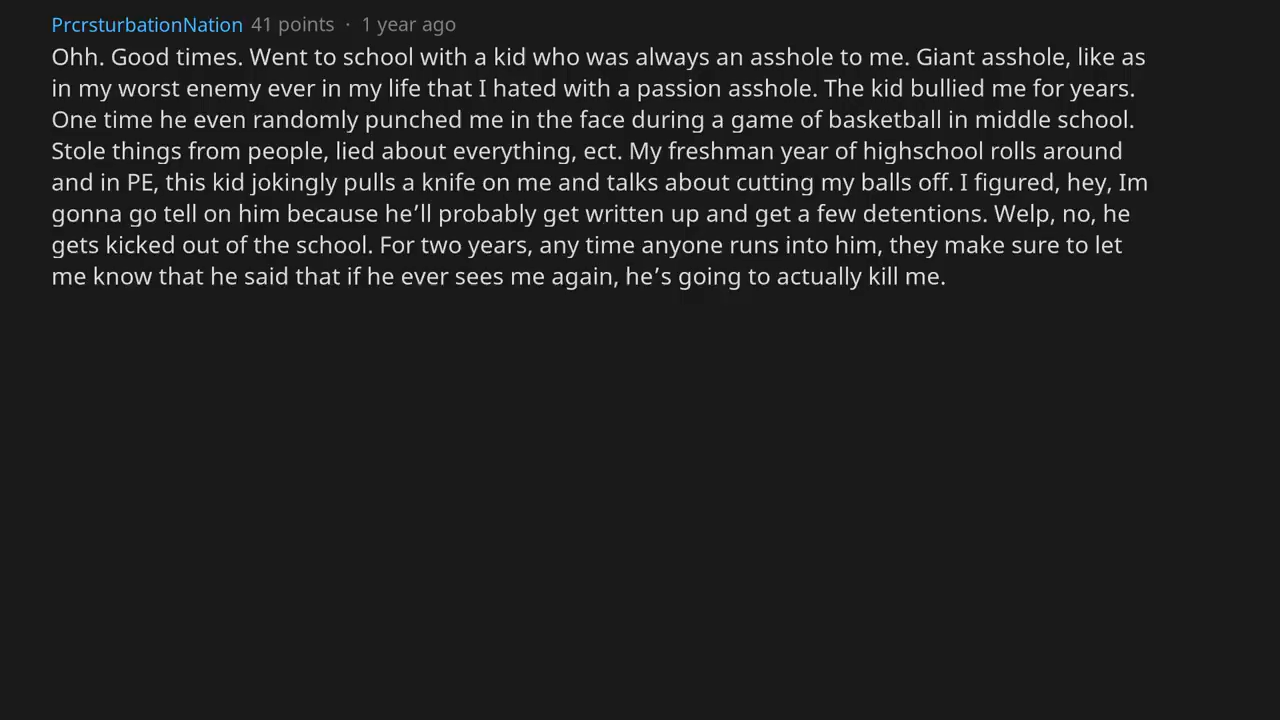 PrcrsturbationNation 41 points · 1 year ago
Ohh. Good times. Went to school with a kid who was always an asshole to me. Giant asshole, like as
in my worst enemy ever in my life that I hated with a passion asshole. The kid bullied me for years.
One time he even randomly punched me in the face during a game of basketball in middle school.
Stole things from people, lied about everything, ect. My freshman year of highschool rolls around
and in PE, this kid jokingly pulls a knife on me and talks about cutting my balls off. I figured, hey, Im
gonna go tell on him because he’ll probably get written up and get a few detentions. Welp, no, he
gets kicked out of the school. For two years, any time anyone runs into him, they make sure to let
me know that he said that if he ever sees me again, he’s going to actually kill me.